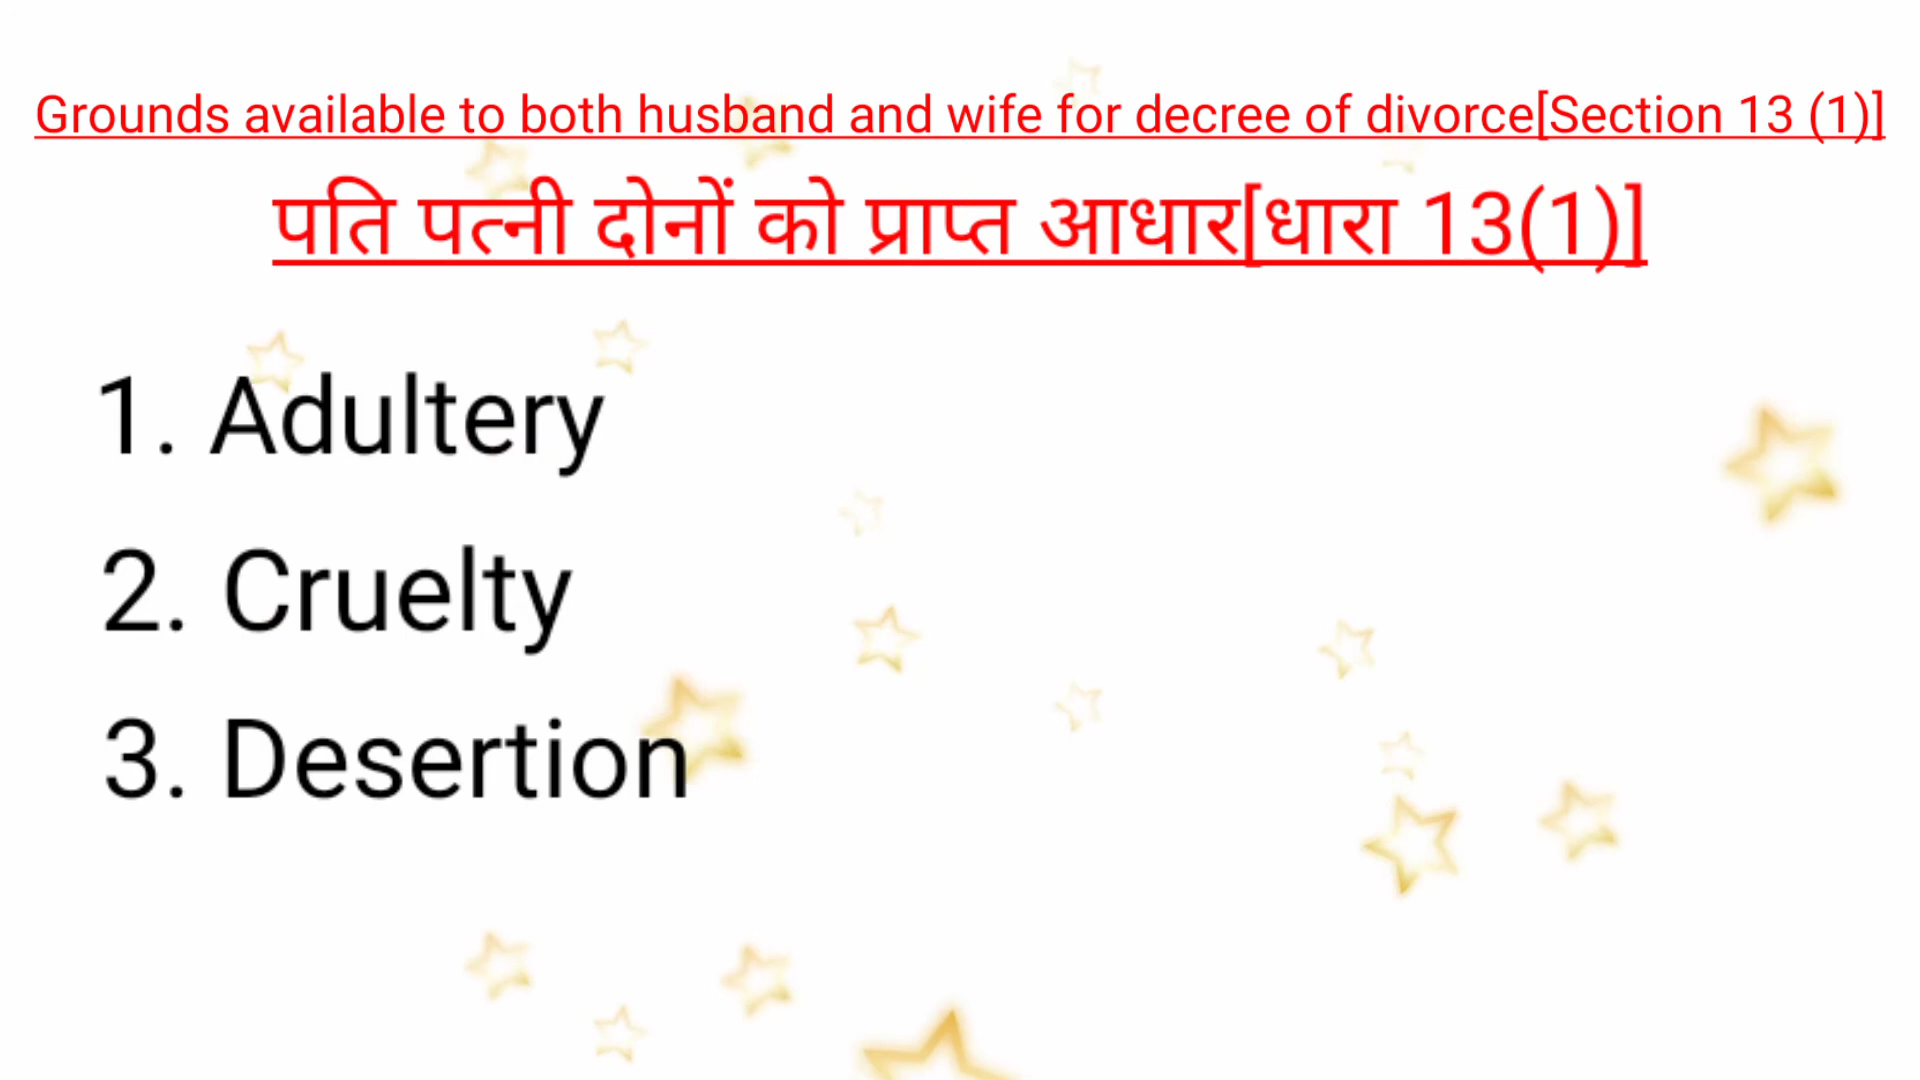 Grounds available to both husband and wife for decree of divorce[Section 13 (1)]
पति पत्नी दोनों को प्राप्त आधार[धारा 13(1)]
1. Adultery
2. Cruelty
3. Desertion